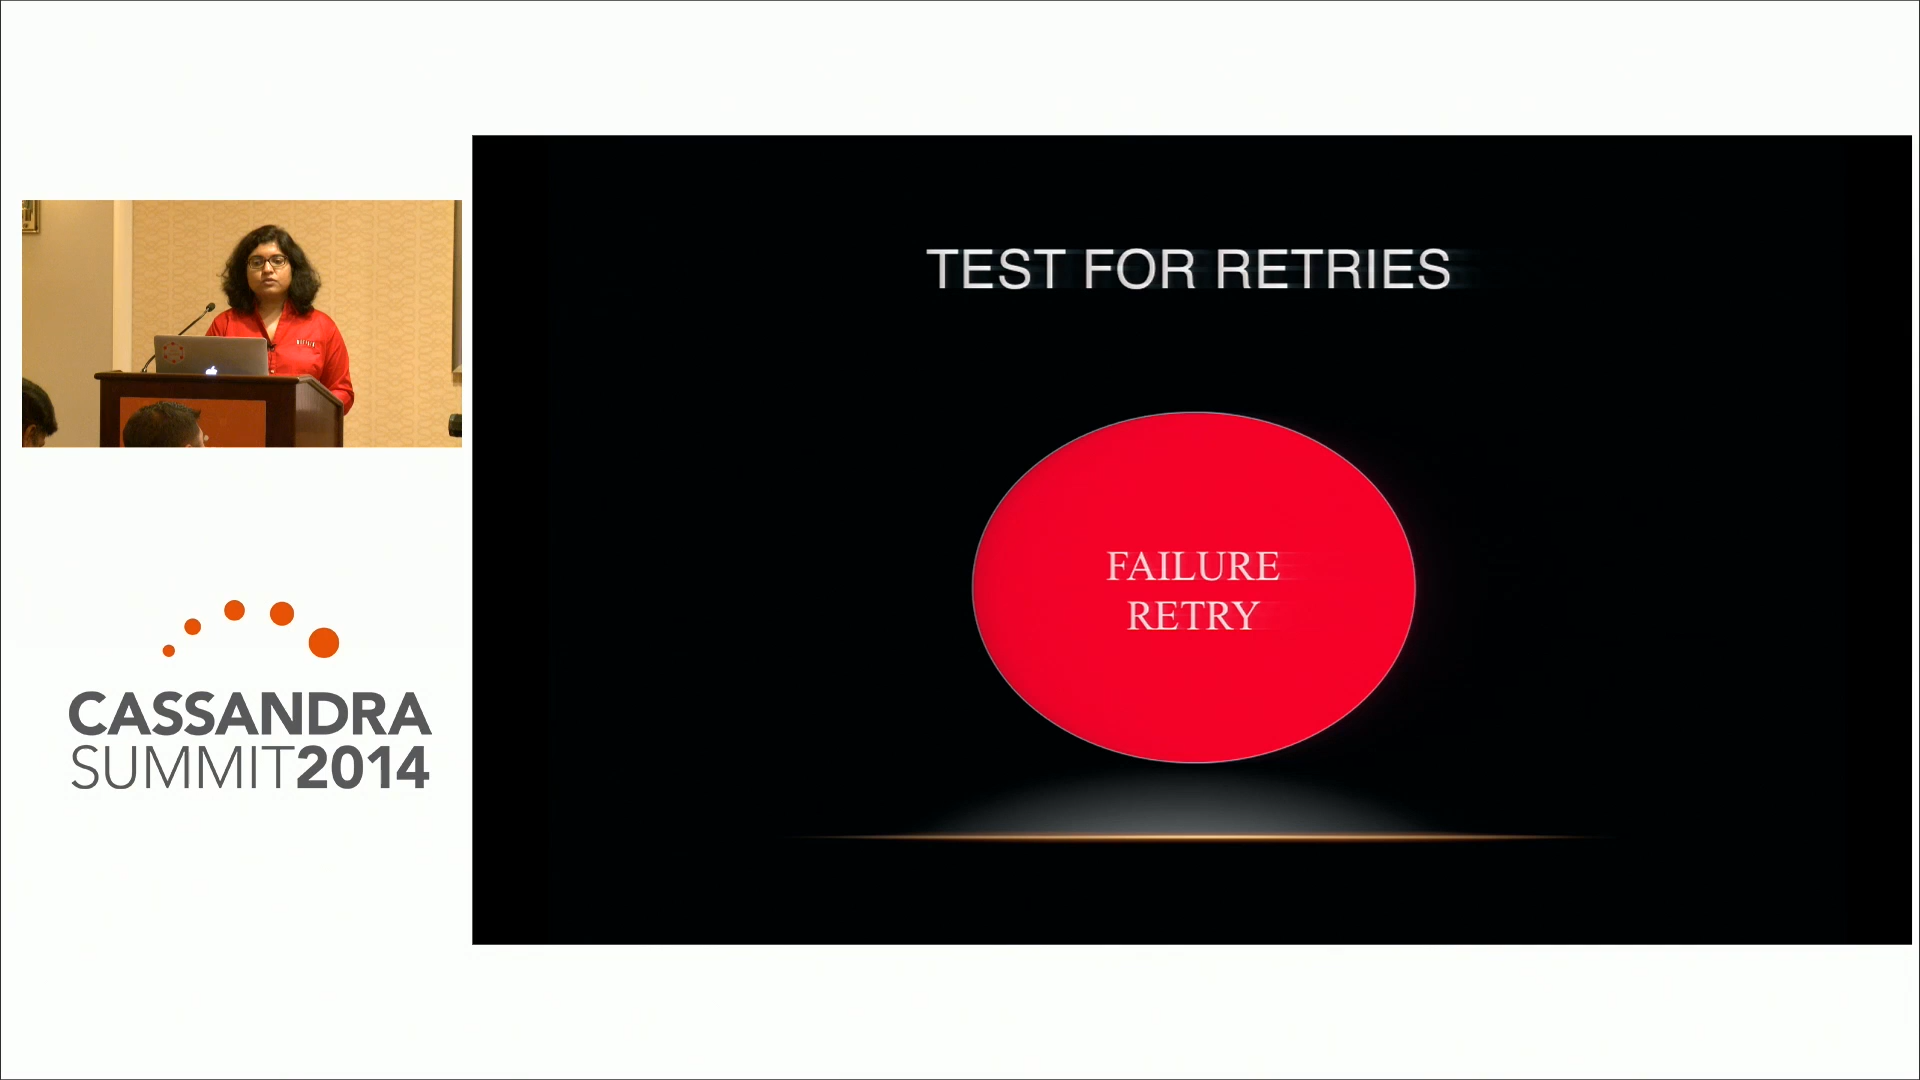 TEST FOR RETRIES
FAILURE
RETRY
CASSANDRA
SUMMIT2014